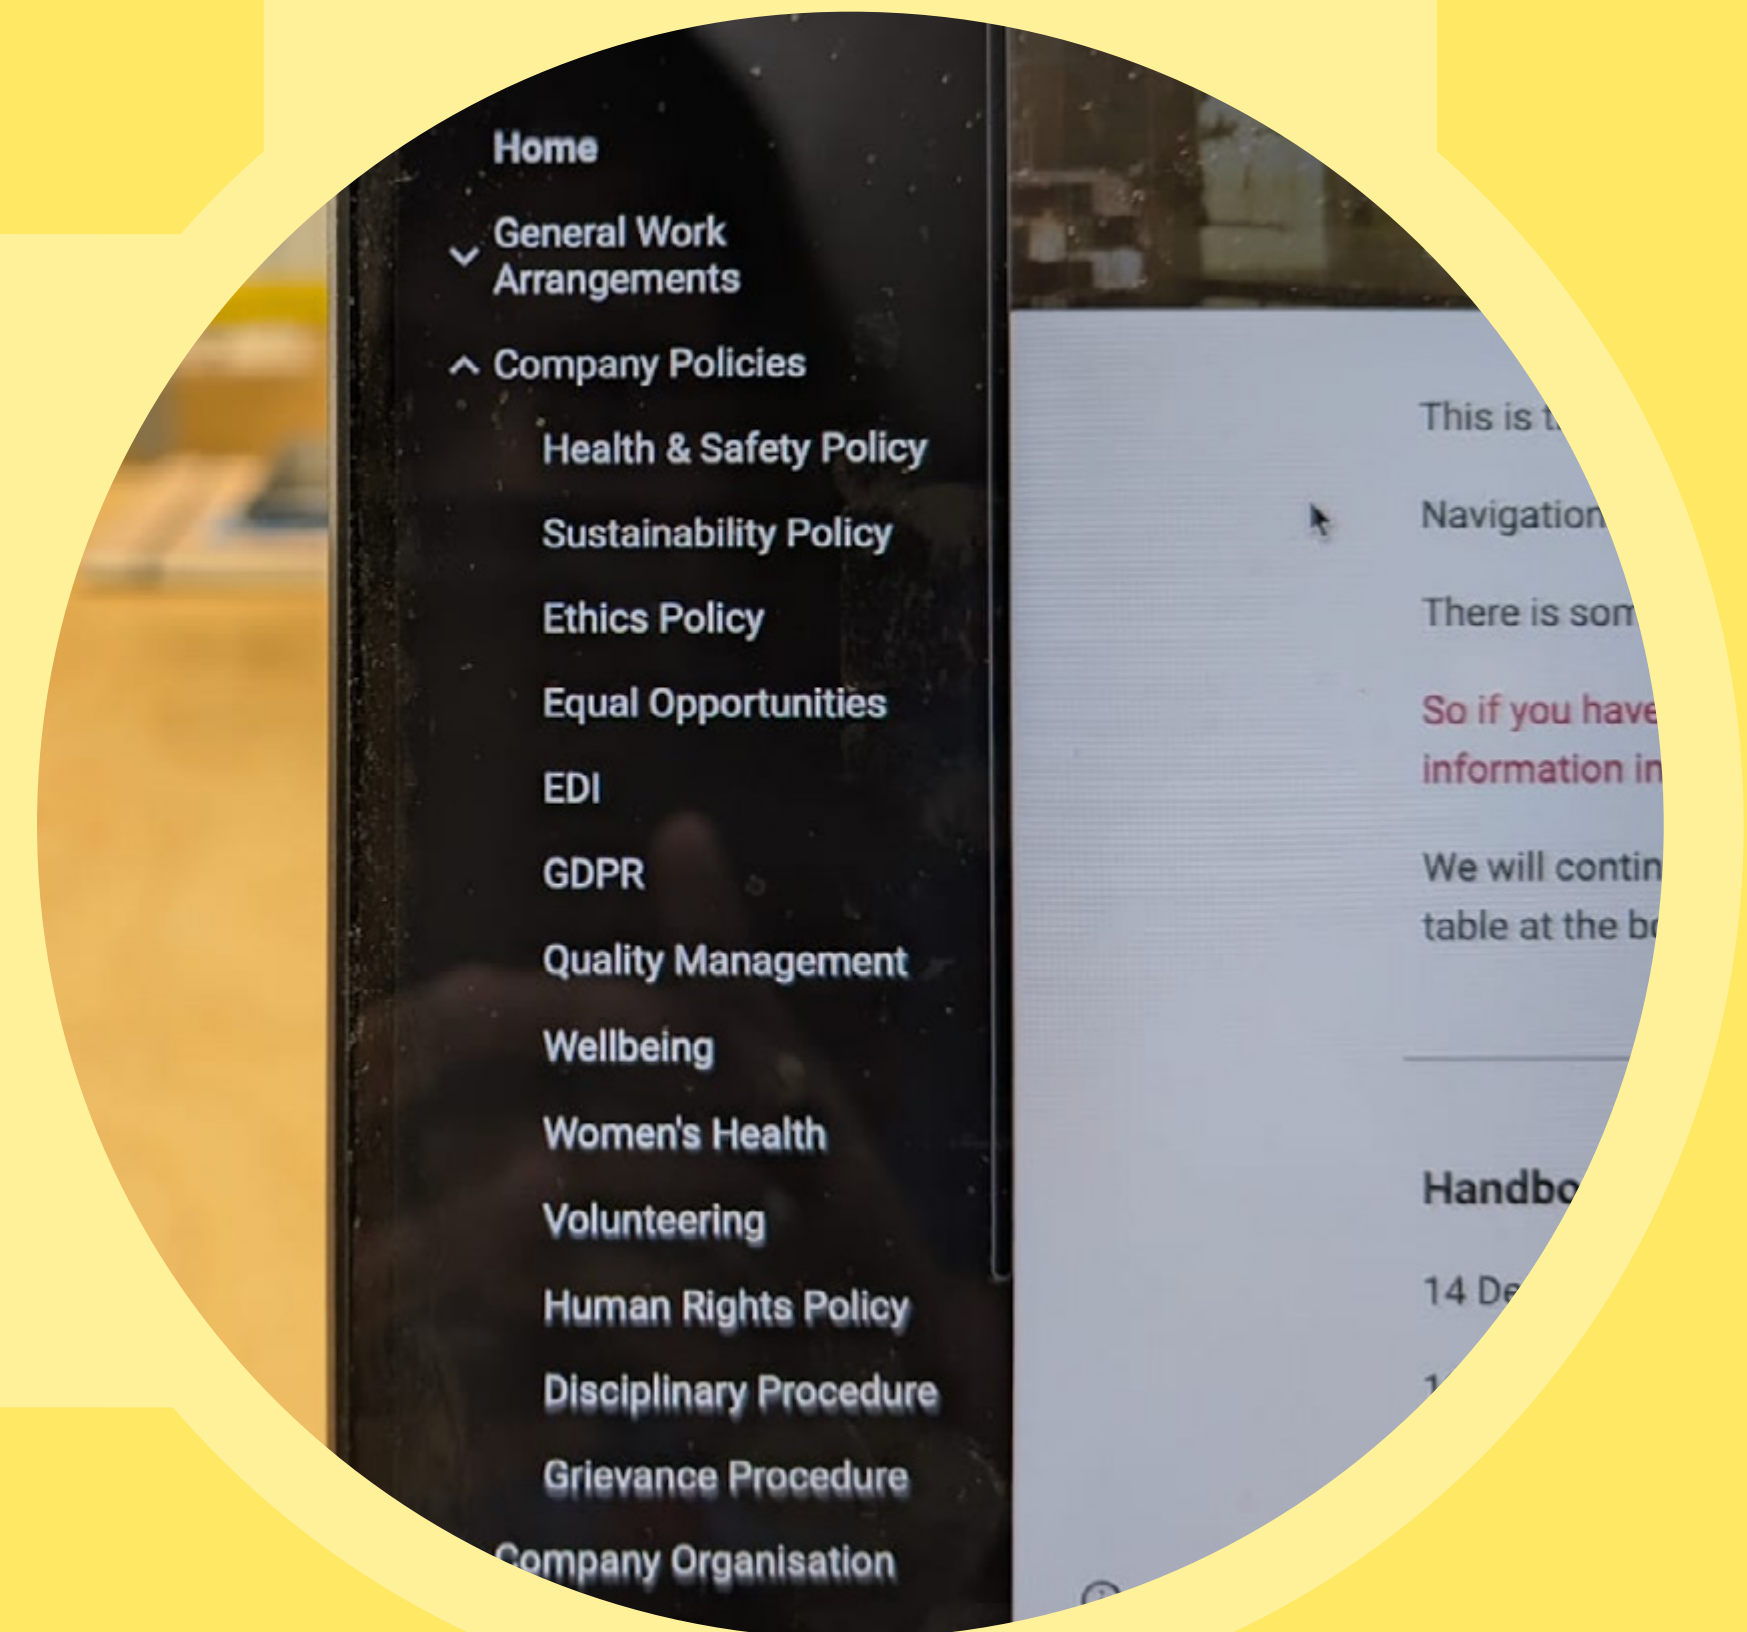 Home
General Work
Arrangements
Company Policies
Health & Safety Policy
Sustainability Policy
Ethics Policy
Equal Opportunities
EDI
GDPR
Quality Management
Wellbeing
Women's Health
Volunteering
Human Rights Policy
Disciplinary Procedure
Grievance Procedure
Company Organisation
This is
Navigation
There is
So if you have
information in
We will
table at the
14